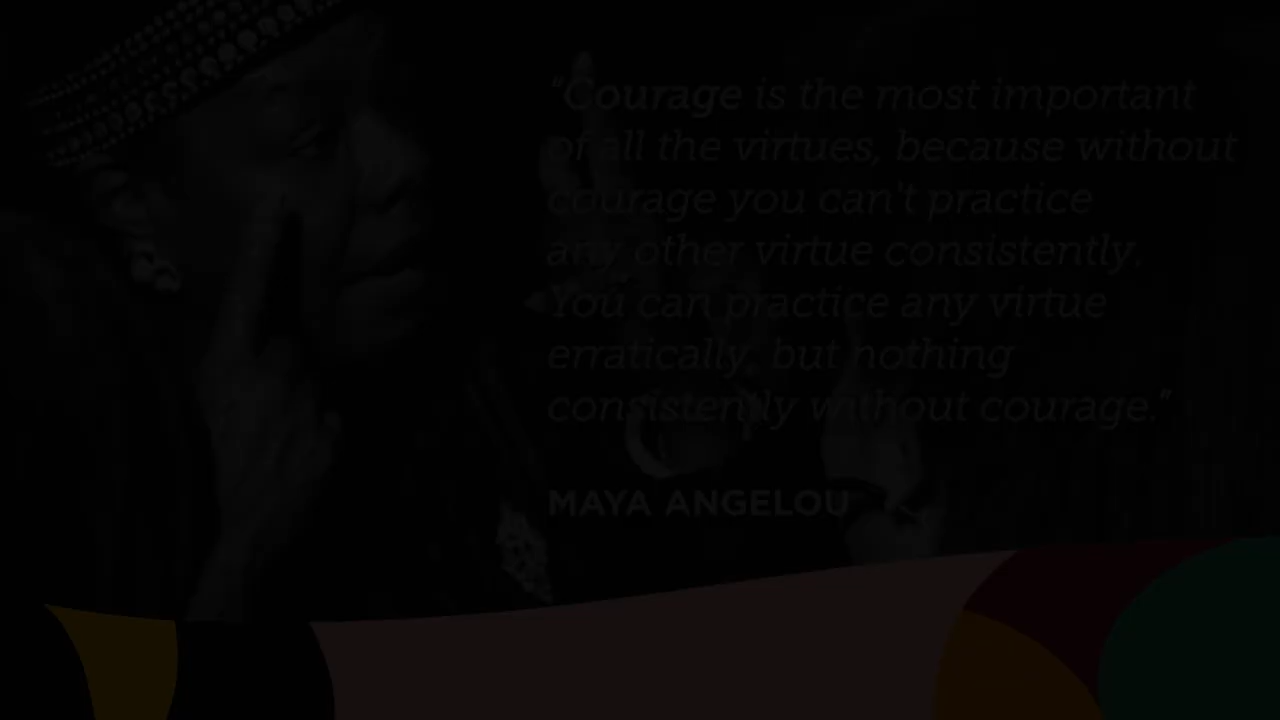 "Courage is the most important
of all the virtues, because without
courage you can't practice
any other virtue consistently.
You can practice any virtue
erratically, but nothing
consistently without courage."
MAYA ANGELOU